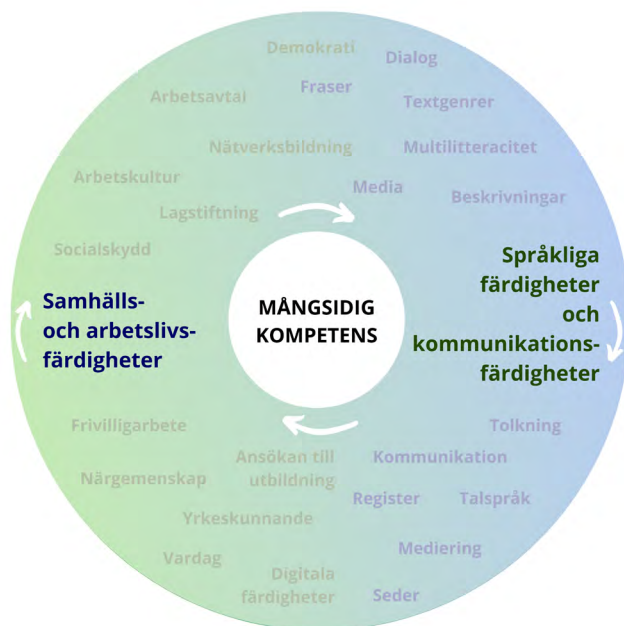 Demokrati
Dialog
Fraser
Arbetsavtal
Textgenrer
Nätverksbildning
Multilitteracitet
Arbetskultur
Media
Beskrivningar
Lagstiftning
Socialskydd
Språkliga
färdigheter
och
kommunikations-
färdigheter
Samhälls-
och arbetslivs-
färdigheter
MÅNGSIDIG
KOMPETENS
Frivilligarbete
Tolkning
Ansökan till
utbildning
Kommunikation
Närgemenskap
Register
Talspråk
Yrkeskunnande
Mediering
Vardag
Digitala
färdigheter
Seder